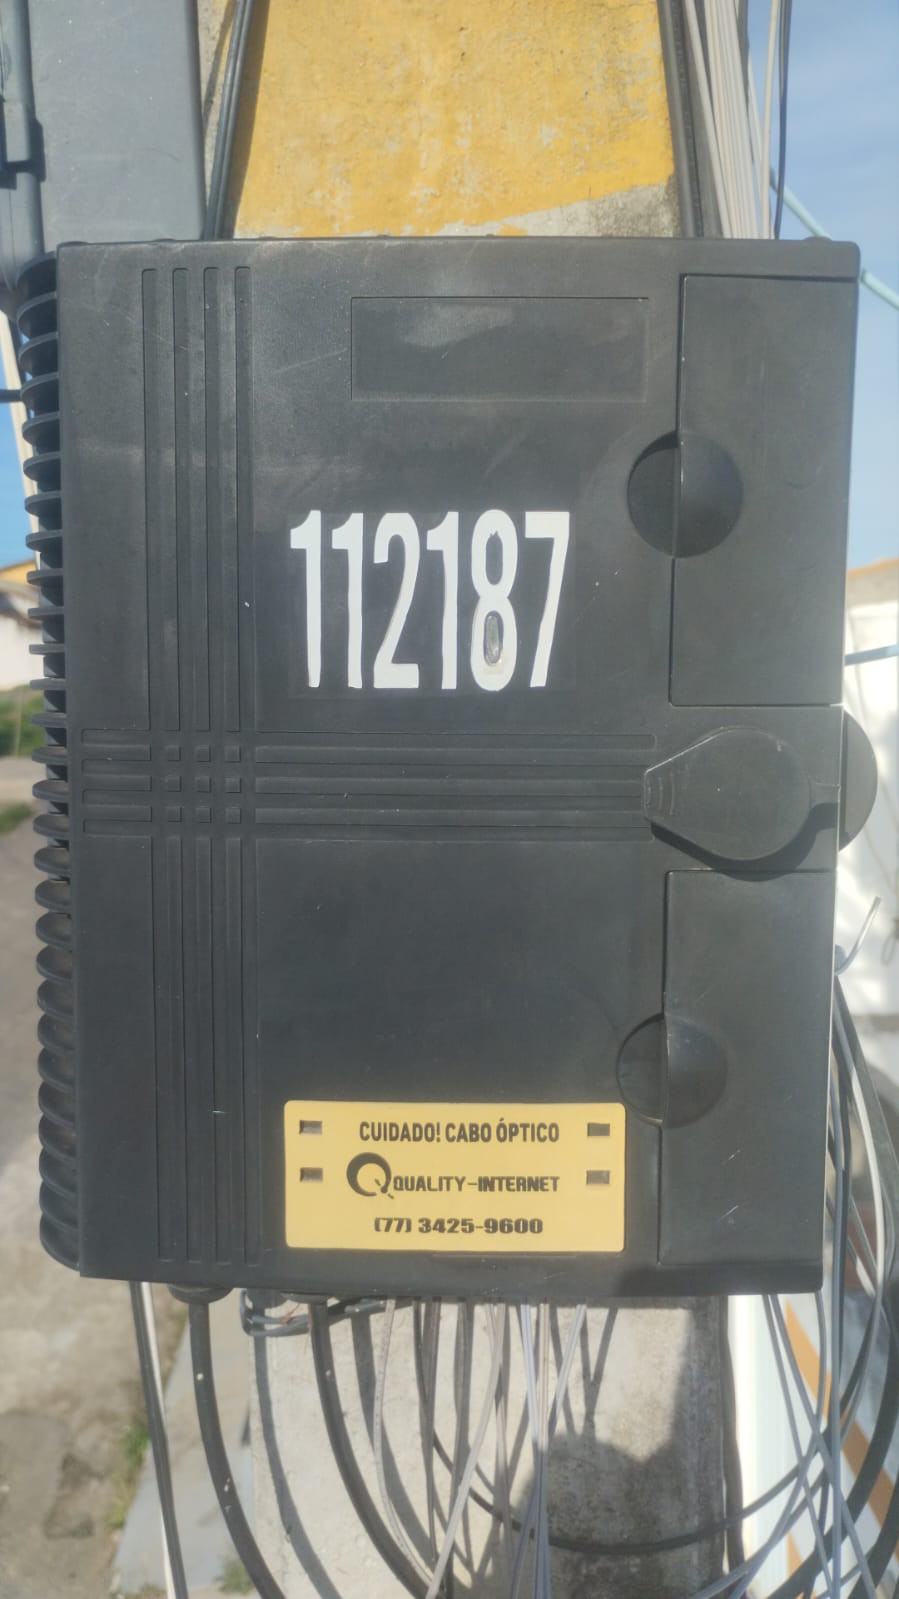 112187
CUIDADO! CABO ÓPTICO
QUALITY-INTERNET
(77) 3425-9600